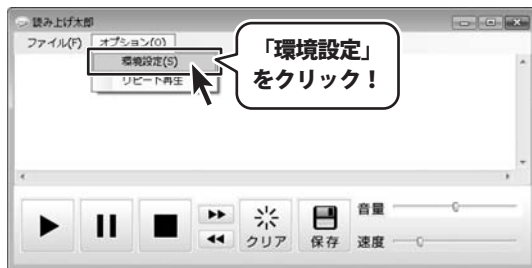 読み上げ太郎
ファイル(F) オプション(O)
環境設定(S)
リピート再生
「環境設定」
をクリック！
音量
クリア 保存 速度